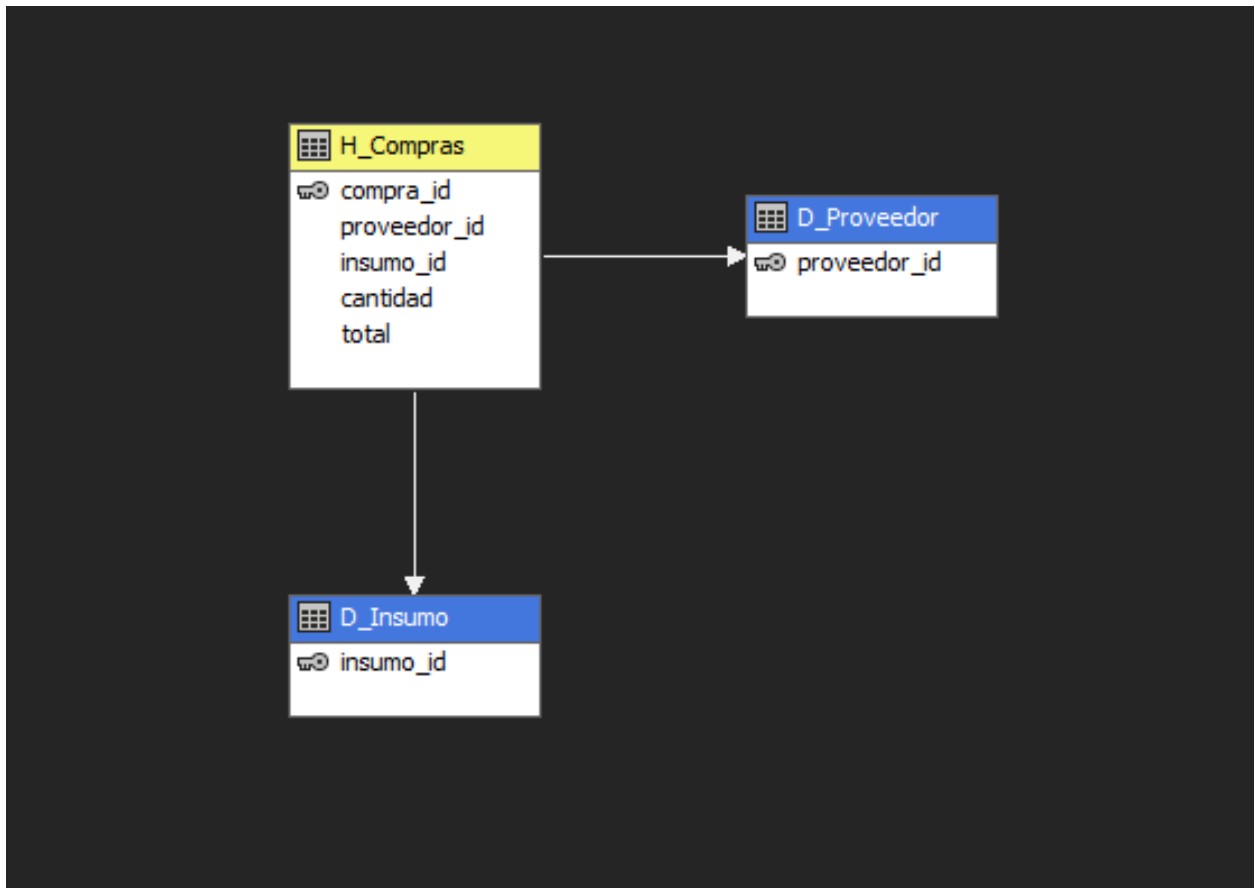 H_Compras
compra_id
proveedor_id
insumo_id
cantidad
total
D_Proveedor
proveedor_id
D_Insumo
insumo_id